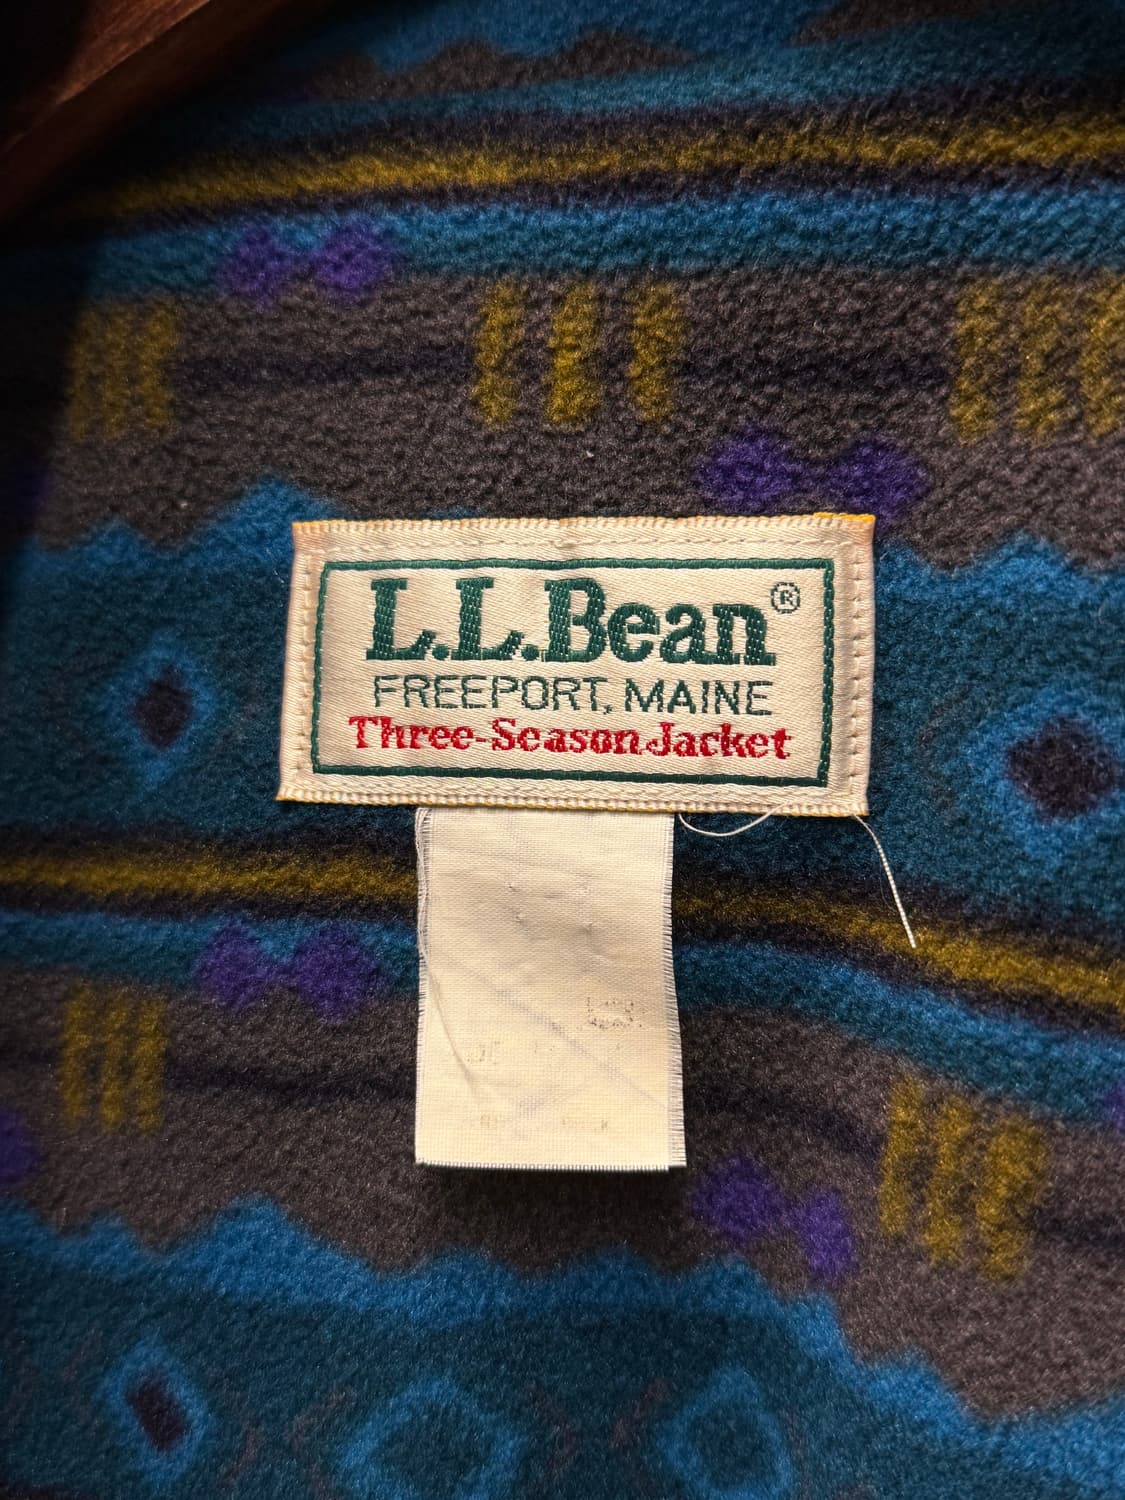 L.L.Bean®
FREEPORT, MAINE
Three-Season Jacket